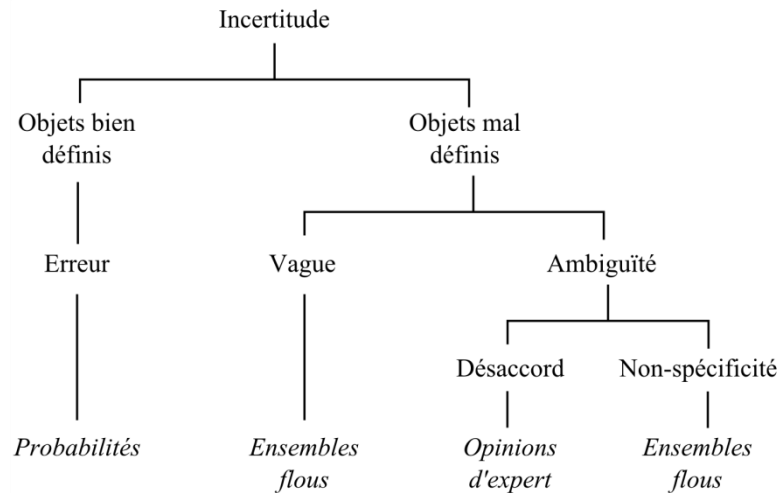 Incertitude
Objets bien
définis
Objets mal
définis
Erreur
Vague
Ambiguïté
Désaccord
Non-spécificité
Probabilités
Ensembles
flous
Opinions
d'expert
Ensembles
flous